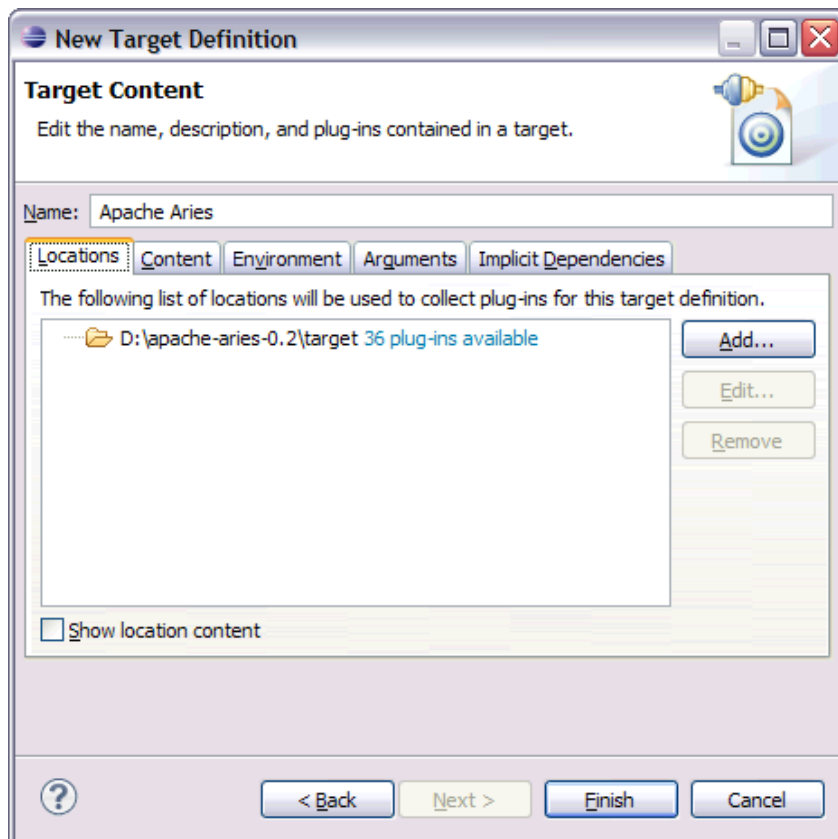 New Target Definition
Target Content
Edit the name, description, and plug-ins contained in a target.
Name: Apache Aries
Locations Content Environment Arguments Implicit Dependencies
The following list of locations will be used to collect plug-ins for this target definition.
D:\apache-aries-0.2\target 36 plug-ins available
Add...
Edit...
Remove
Show location content
? < Back Next > Finish Cancel